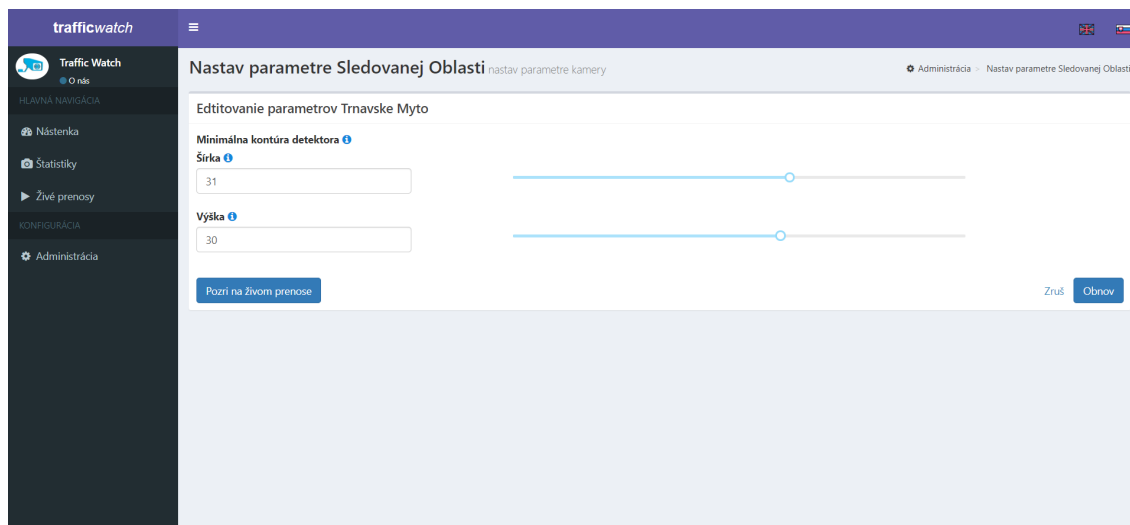 trafficwatch
Traffic Watch
O nás
HLAVNÁ NAVIGÁCIA
Nástenka
Štatistiky
Živé prenosy
KONFIGURÁCIA
Administrácia
Nastav parametre Sledovanej Oblasti nastav parametre kamery
Administrácia > Nastav parametre Sledovanej Oblasti
Edtitovanie parametrov Trnavske Myto
Minimálna kontúra detektora
Šírka
31
Výška
30
Pozri na živom prenose
Zruš
Obnov